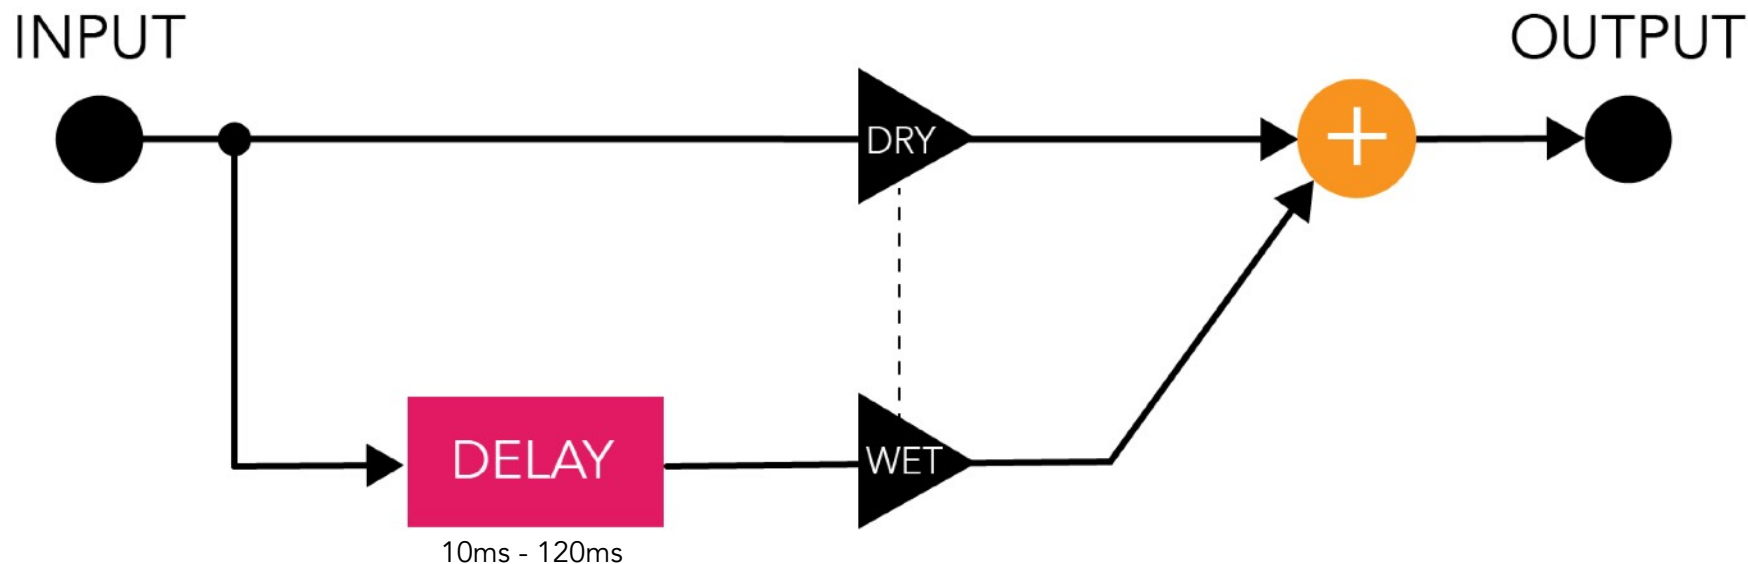 INPUT
OUTPUT
DRY
+
DELAY
WET
10ms - 120ms